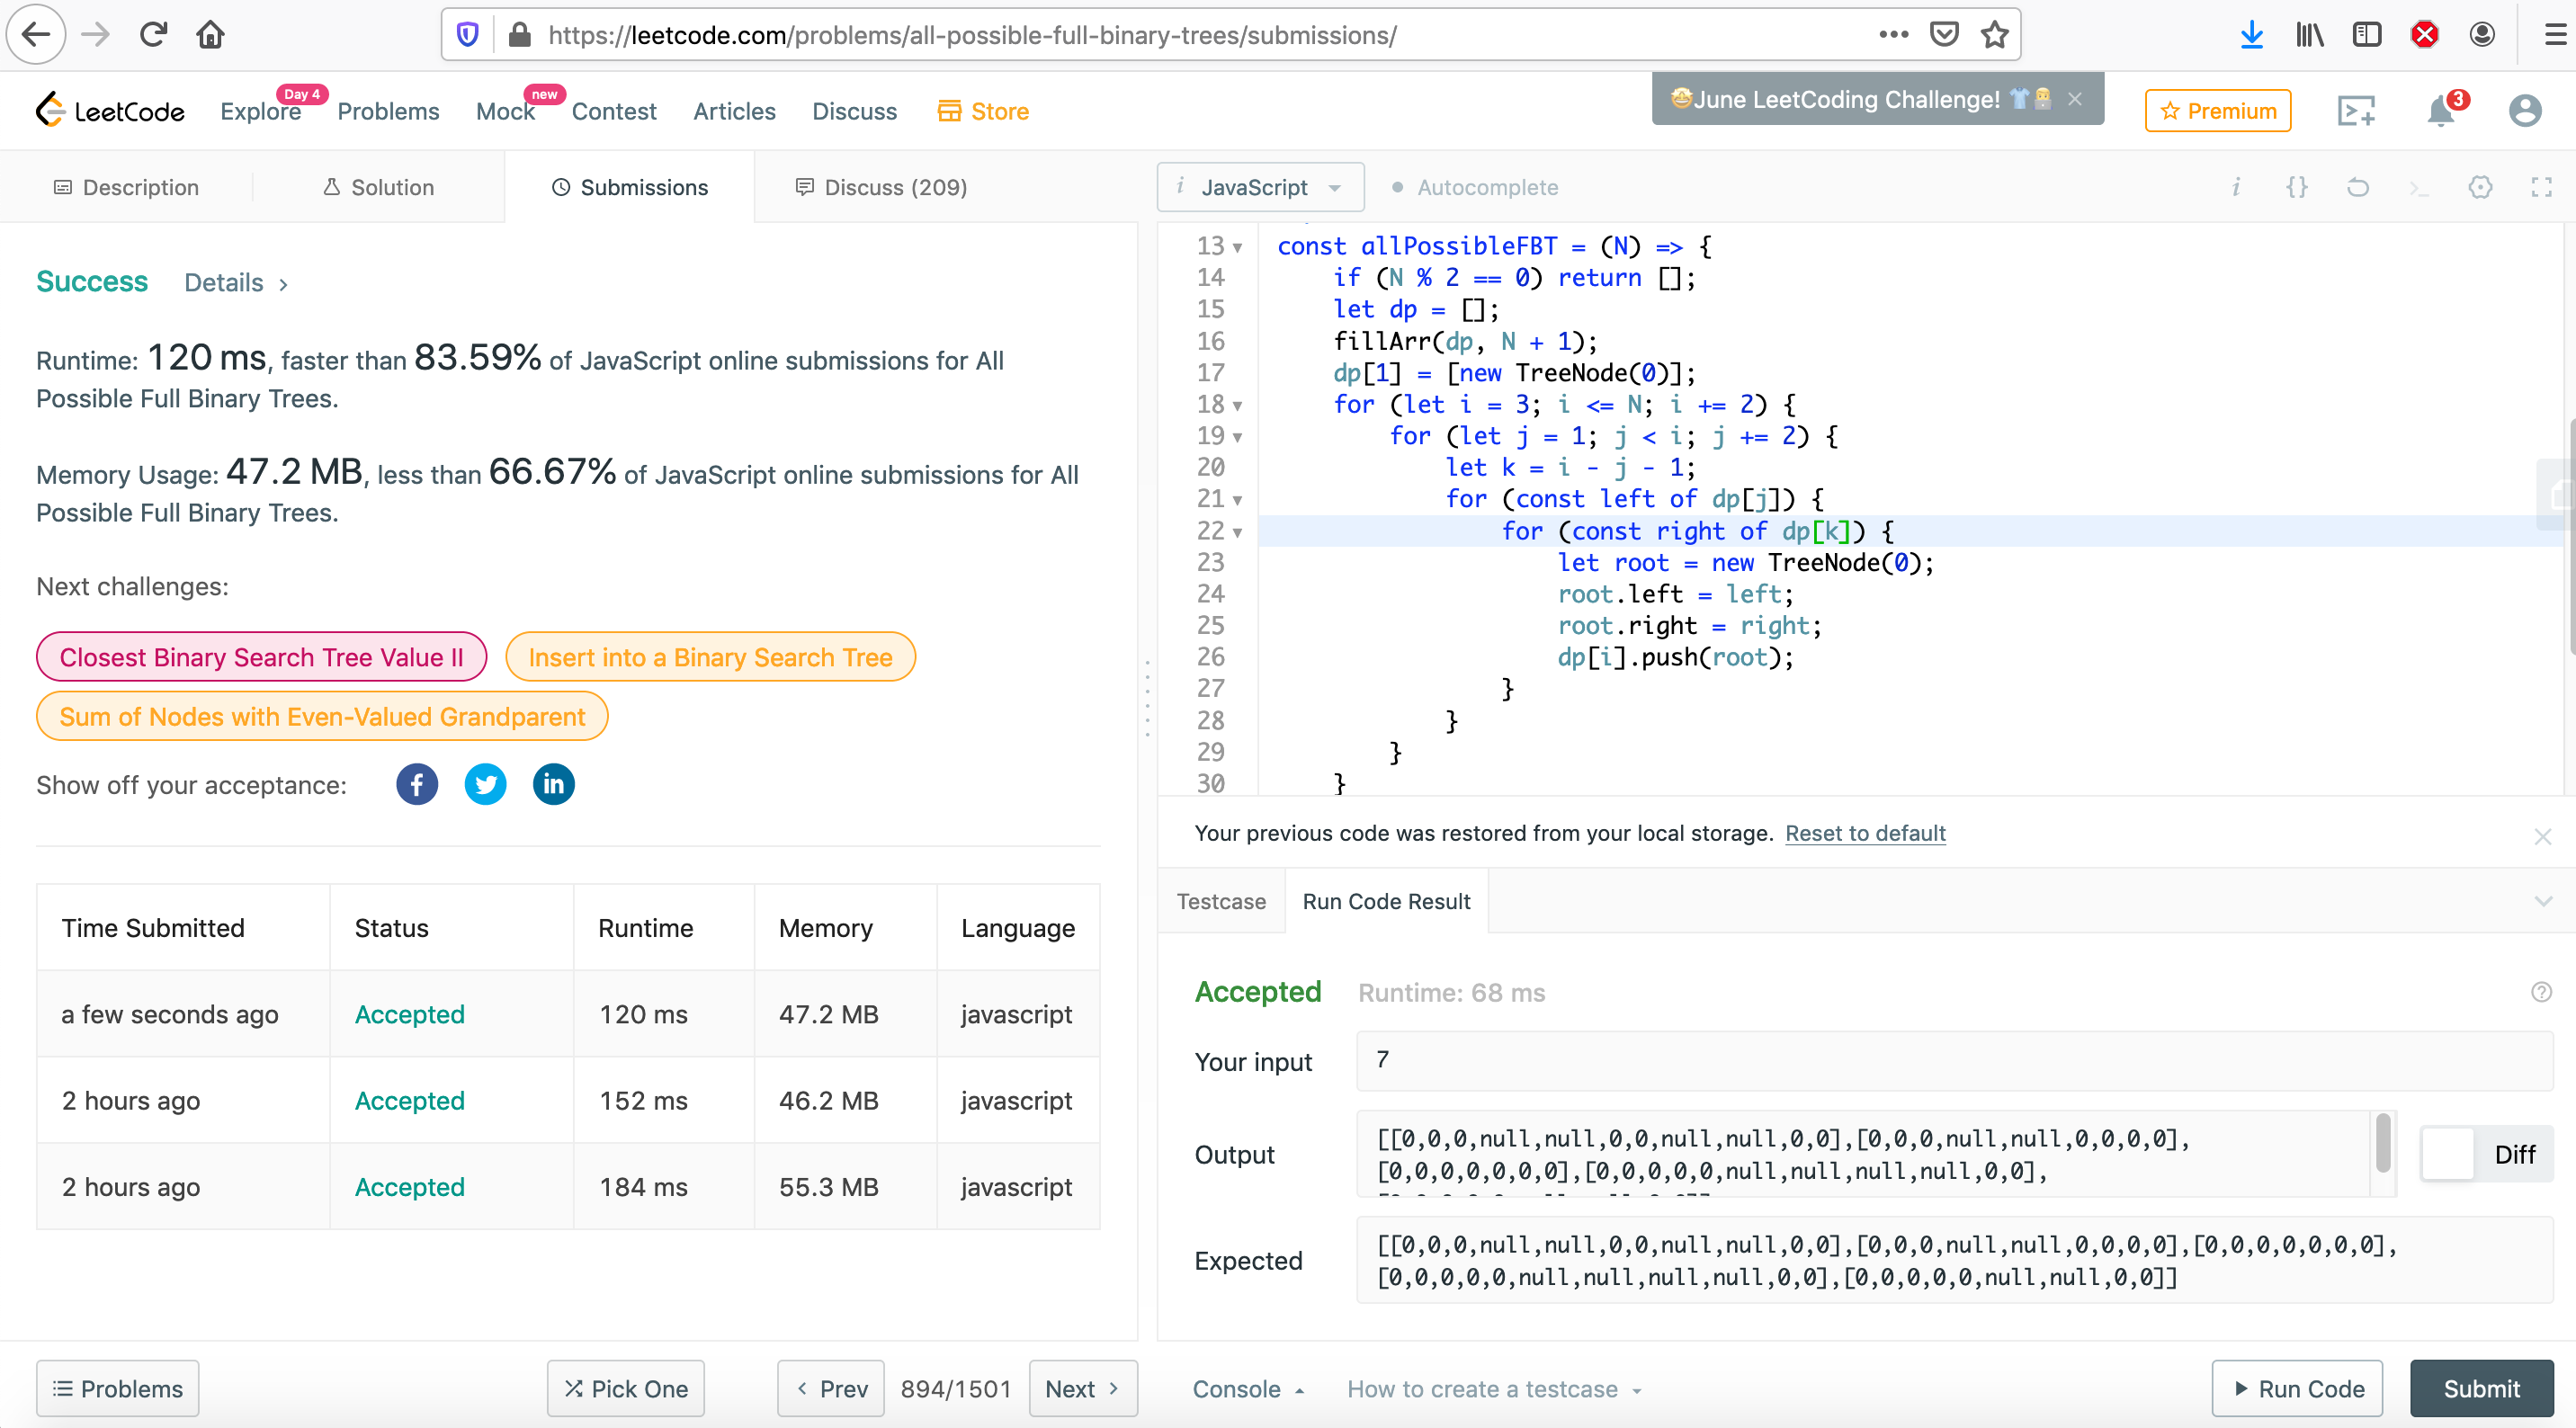 https://leetcode.com/problems/all-possible-full-binary-trees/submissions/
LeetCode
Explore
Day 4
Problems
Mock
new
Contest
Articles
Discuss
Store
🤩June LeetCoding Challenge! 👕👨‍💻 ×
Premium
3
Description
Solution
Submissions
Discuss (209)
Success Details >
Runtime: 120 ms, faster than 83.59% of JavaScript online submissions for All
Possible Full Binary Trees.
Memory Usage: 47.2 MB, less than 66.67% of JavaScript online submissions for All
Possible Full Binary Trees.
Next challenges:
Closest Binary Search Tree Value II
Insert into a Binary Search Tree
Sum of Nodes with Even-Valued Grandparent
Show off your acceptance:
Time Submitted Status Runtime Memory Language
a few seconds ago Accepted 120 ms 47.2 MB javascript
2 hours ago Accepted 152 ms 46.2 MB javascript
2 hours ago Accepted 184 ms 55.3 MB javascript
Problems
Pick One
Prev
894/1501
Next
JavaScript
Autocomplete
13 const allPossibleFBT = (N) => {
14 if (N % 2 == 0) return [];
15 let dp = [];
16 fillArr(dp, N + 1);
17 dp[1] = [new TreeNode(0)];
18 for (let i = 3; i <= N; i += 2) {
19 for (let j = 1; j < i; j += 2) {
20 let k = i - j - 1;
21 for (const left of dp[j]) {
22 for (const right of dp[k]) {
23 let root = new TreeNode(0);
24 root.left = left;
25 root.right = right;
26 dp[i].push(root);
27 }
28 }
29 }
30 }
Your previous code was restored from your local storage. Reset to default
Testcase
Run Code Result
Accepted Runtime: 68 ms
Your input
7
Output
[[0,0,0,null,null,0,0,null,null,0,0],[0,0,0,null,null,0,0,0,0],
[0,0,0,0,0,0,0],[0,0,0,0,0,null,null,null,null,0,0],
Diff
Expected
[[0,0,0,null,null,0,0,null,null,0,0],[0,0,0,null,null,0,0,0,0],[0,0,0,0,0,0,0],
[0,0,0,0,0,null,null,null,null,0,0],[0,0,0,0,0,null,null,0,0]]
Console
How to create a testcase
Run Code
Submit